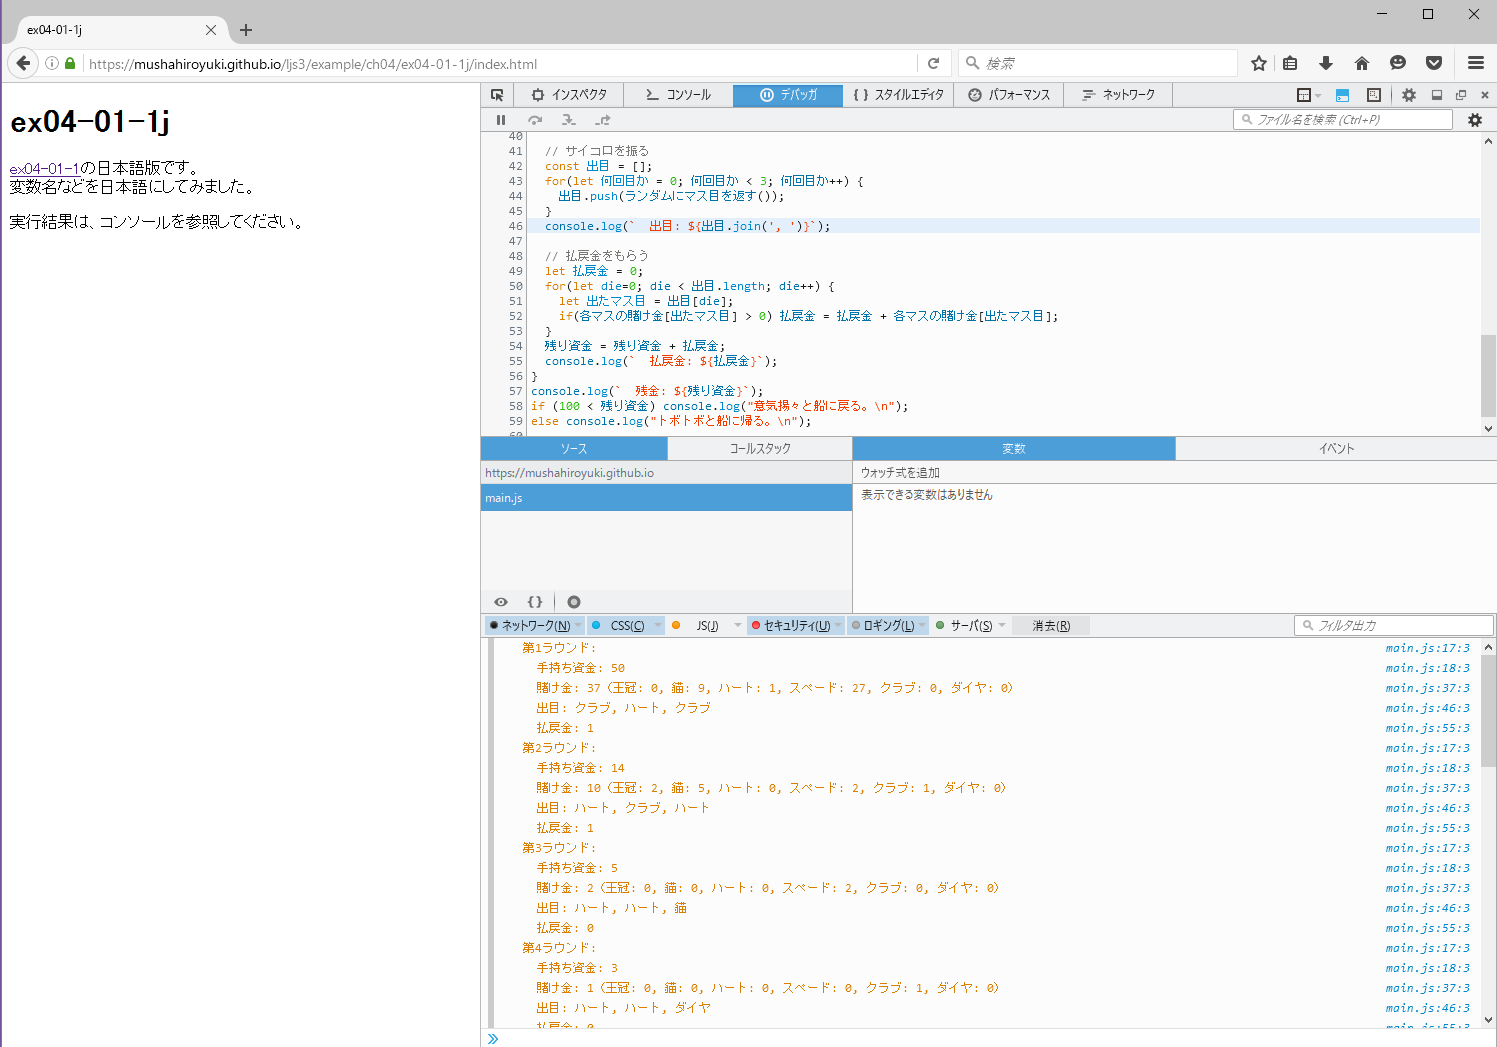 ex04-01-1j
https://mushahiroyuki.github.io/ljs3/example/ch04/ex04-01-1j/index.html
検索
ex04-01-1j
ex04-01-1の日本語版です。
変数名などを日本語にしてみました。
実行結果は、コンソールを参照してください。
インスペクタ コンソール デバッガ { } スタイルエディタ パフォーマンス ネットワーク
ファイル名を検索 (Ctrl+P)
40
41 // サイコロを振る
42 const 出目 = [];
43 for(let 何回目か = 0; 何回目か < 3; 何回目か++) {
44 出目.push(ランダムにマス目を返す());
45 }
46 console.log(`  出目: ${出目.join(', ')}`);
47
48 // 払戻金をもらう
49 let 払戻金 = 0;
50 for(let die=0; die < 出目.length; die++) {
51 let 出たマス目 = 出目[die];
52 if(各マスの賭け金[出たマス目] > 0) 払戻金 = 払戻金 + 各マスの賭け金[出たマス目];
53 }
54 残り資金 = 残り資金 + 払戻金;
55 console.log(`  払戻金: ${払戻金}`);
56 }
57 console.log(`  残金: ${残り資金}`);
58 if (100 < 残り資金) console.log("意気揚々と船に戻る。\n");
59 else console.log("トボトボと船に帰る。\n");
60
ソース コールスタック 変数 イベント
https://mushahiroyuki.github.io
ウォッチ式を追加
main.js
表示できる変数はありません
{}
ネットワーク(N) CSS(C) JS(J) セキュリティ(U) ロギング(L) サーバ(S) 消去(R) フィルタ出力
第1ラウンド: main.js:17:3
手持ち資金: 50 main.js:18:3
賭け金: 37 (王冠: 0, 錨: 9, ハート: 1, スペード: 27, クラブ: 0, ダイヤ: 0) main.js:37:3
出目: クラブ, ハート, クラブ main.js:46:3
払戻金: 1 main.js:55:3
第2ラウンド: main.js:17:3
手持ち資金: 14 main.js:18:3
賭け金: 10 (王冠: 2, 錨: 5, ハート: 0, スペード: 2, クラブ: 1, ダイヤ: 0) main.js:37:3
出目: ハート, クラブ, ハート main.js:46:3
払戻金: 1 main.js:55:3
第3ラウンド: main.js:17:3
手持ち資金: 5 main.js:18:3
賭け金: 2 (王冠: 0, 錨: 0, ハート: 0, スペード: 2, クラブ: 0, ダイヤ: 0) main.js:37:3
出目: ハート, ハート, 錨 main.js:46:3
払戻金: 0 main.js:55:3
第4ラウンド: main.js:17:3
手持ち資金: 3 main.js:18:3
賭け金: 1 (王冠: 0, 錨: 0, ハート: 0, スペード: 0, クラブ: 1, ダイヤ: 0) main.js:37:3
出目: ハート, ハート, ダイヤ main.js:46:3
払戻金: 0 main.js:55:3